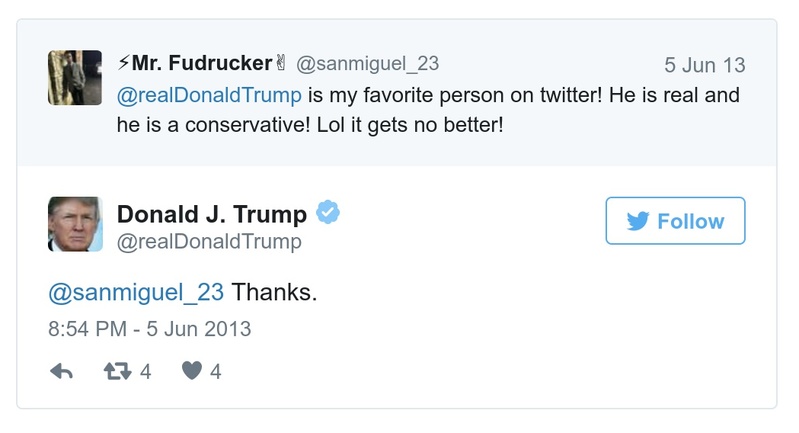 ⚡Mr. Fudrucker✌ @sanmiguel_23 5 Jun 13
@realDonaldTrump is my favorite person on twitter! He is real and
he is a conservative! Lol it gets no better!
Donald J. Trump
@realDonaldTrump
Follow
@sanmiguel_23 Thanks.
8:54 PM - 5 Jun 2013
4 4